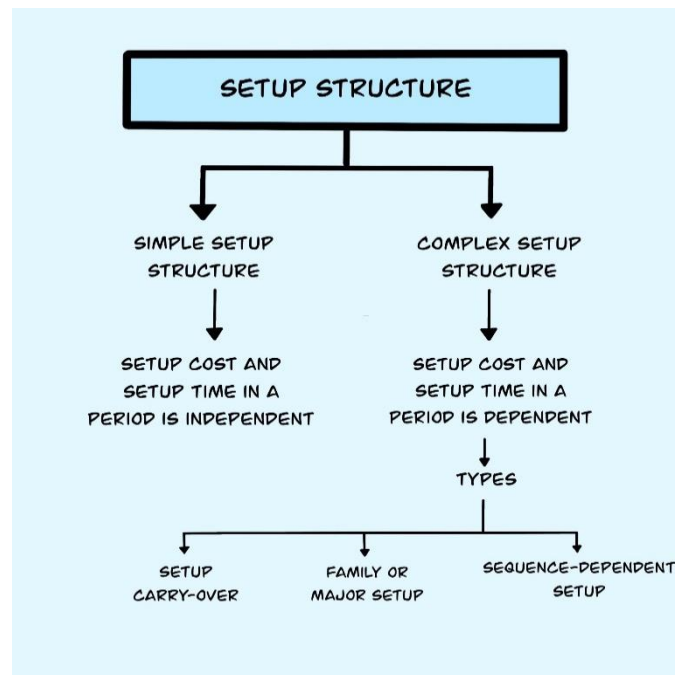 SETUP STRUCTURE
SIMPLE SETUP
STRUCTURE
COMPLEX SETUP
STRUCTURE
SETUP COST AND
SETUP TIME IN A
PERIOD IS INDEPENDENT
SETUP COST AND
SETUP TIME IN A
PERIOD IS DEPENDENT
TYPES
SETUP
CARRY-OVER
FAMILY OR
MAJOR SETUP
SEQUENCE-DEPENDENT
SETUP